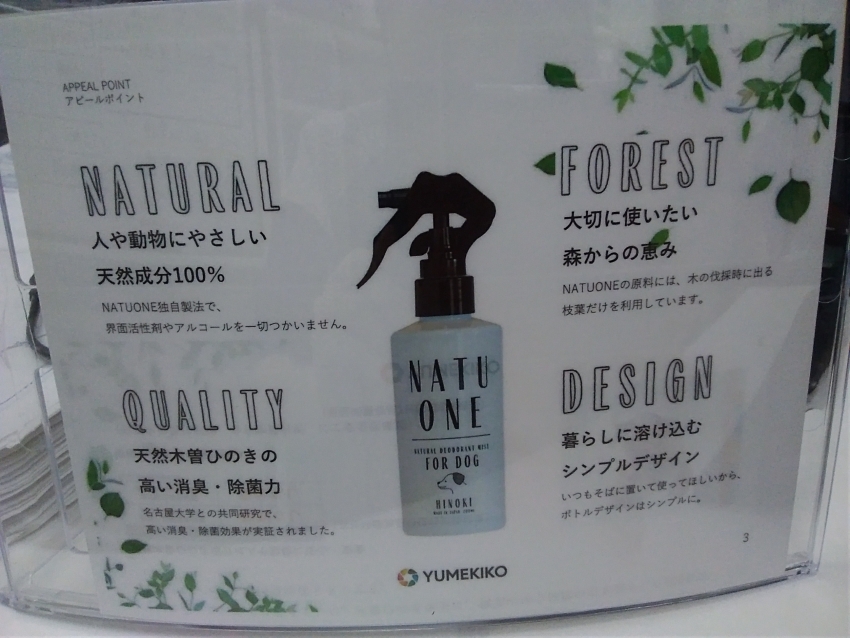 APPEAL POINT
アピールポイント
NATURAL
人や動物にやさしい
天然成分100%
NATUONE独自製法で、
界面活性剤やアルコールを一切つかいません。
FOREST
大切に使いたい
森からの恵み
NATUONEの原料には、木の伐採時に出る
枝葉だけを利用しています。
QUALITY
天然木曽ひのきの
高い消臭・除菌力
名古屋大学との共同研究で、
高い消臭・除菌効果が実証されました。
DESIGN
暮らしに溶け込む
シンプルデザイン
いつもそばに置いて使ってほしいから、
ボトルデザインはシンプルに。
NATU
ONE
NATURAL DEODORANT MIST
FOR DOG
HINOKI
3
YUMEKIKO